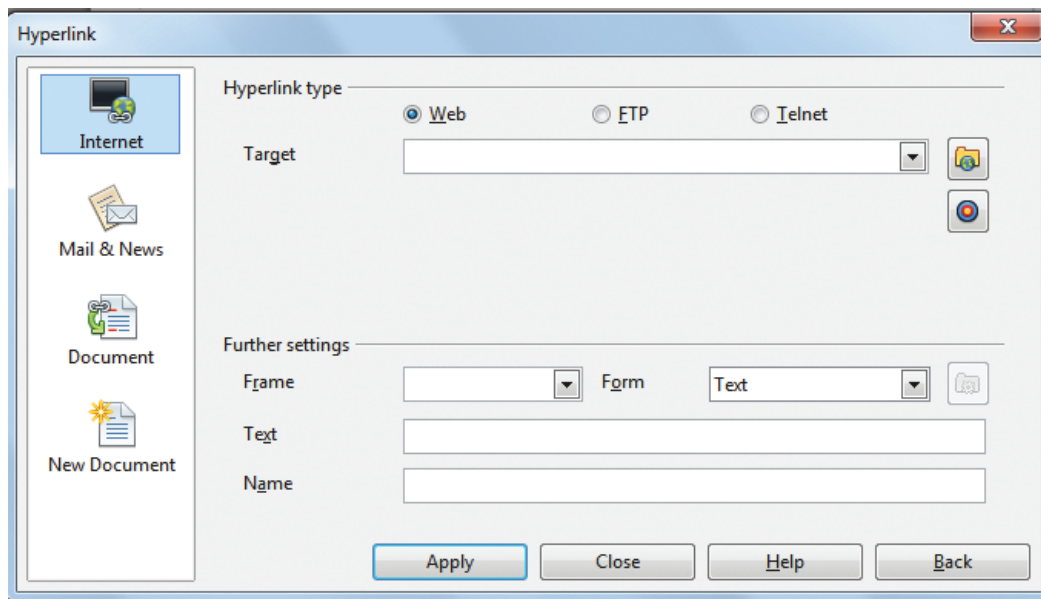 Hyperlink
Internet
Mail & News
Document
New Document
Hyperlink type
Web FTP Telnet
Target
Further settings
Frame Form Text
Text
Name
Apply Close Help Back